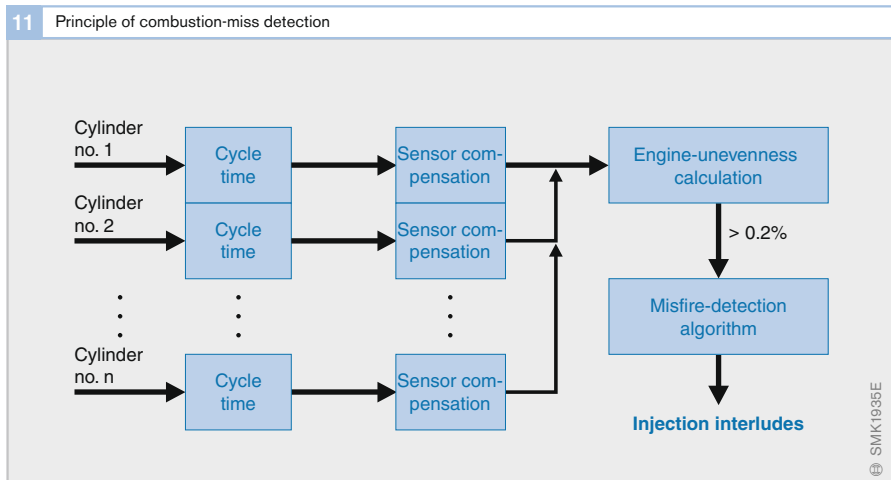 11 Principle of combustion-miss detection
Cylinder
no. 1
Cycle
time
Sensor com-
pensation
Engine-unevenness
calculation
Cylinder
no. 2
Cycle
time
Sensor com-
pensation
> 0.2%
Misfire-detection
algorithm
Cylinder
no. n
Cycle
time
Sensor com-
pensation
Injection interludes
SMK1935E